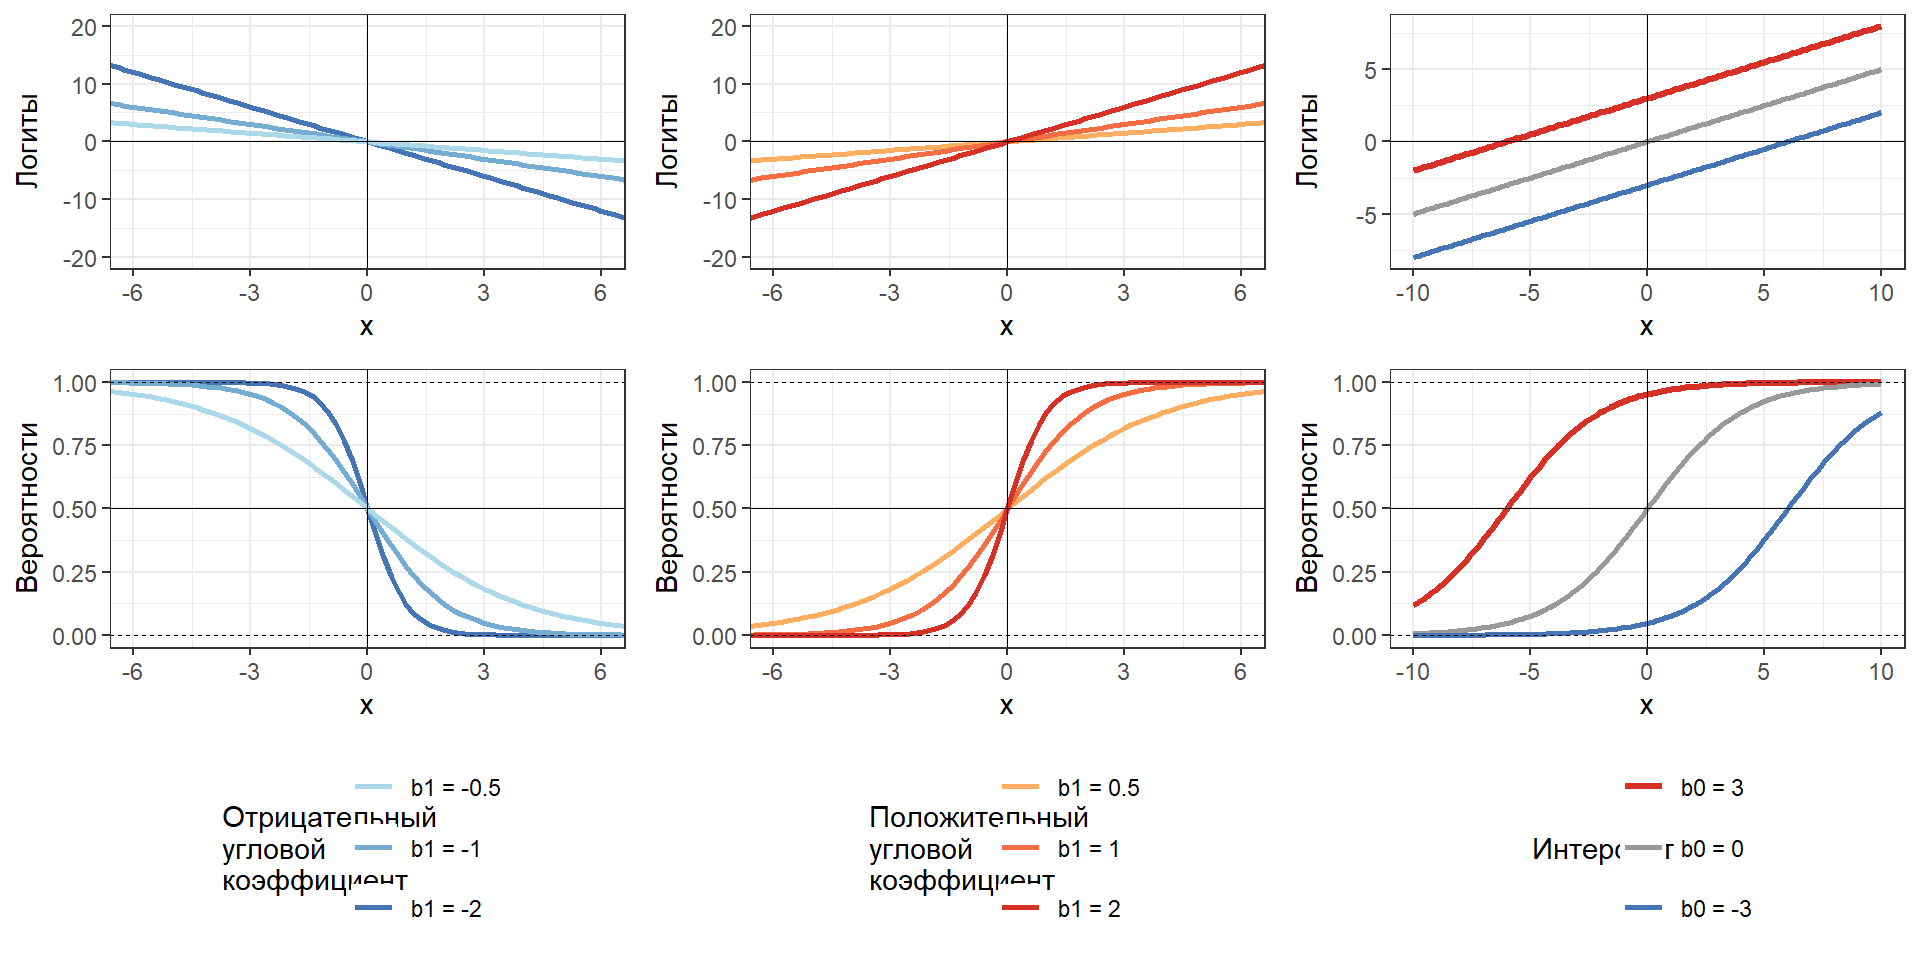 20
10
0
-10
-20
Логиты
-6 -3 0 3 6
x
20
10
0
-10
-20
Логиты
-6 -3 0 3 6
x
5
0
-5
Логиты
-10 -5 0 5 10
x
1.00
0.75
0.50
0.25
0.00
Вероятности
-6 -3 0 3 6
x
1.00
0.75
0.50
0.25
0.00
Вероятности
-6 -3 0 3 6
x
1.00
0.75
0.50
0.25
0.00
Вероятности
-10 -5 0 5 10
x
Отрицательный
угловой
коэффициент
b1 = -0.5
b1 = -1
b1 = -2
Положительный
угловой
коэффициент
b1 = 0.5
b1 = 1
b1 = 2
b0 = 3
b0 = 0
b0 = -3